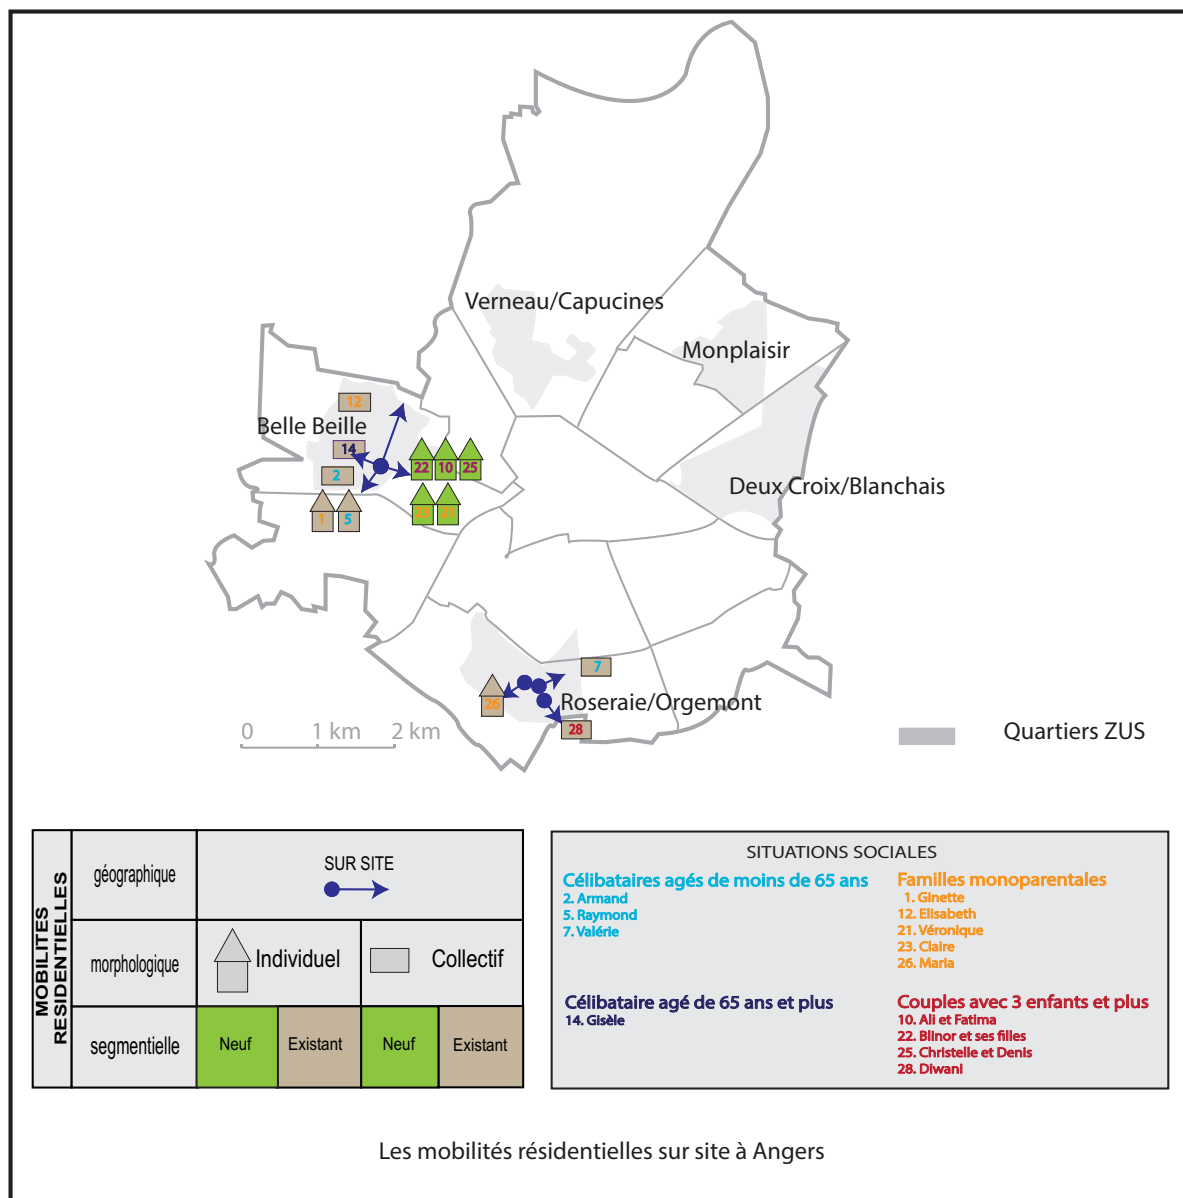 Verneau/Capucines
Monplaisir
12
Belle Beille
14
22 10 25
2
Deux Croix/Blanchais
1 5
23 21
7
26
Roseraie/Orgemont
28
0 1 km 2 km
Quartiers ZUS
MOBILITES RESIDENTIELLES
géographique
SUR SITE
morphologique
Individuel
Collectif
segmentielle
Neuf
Existant
Neuf
Existant
SITUATIONS SOCIALES
Célibataires agés de moins de 65 ans
2. Armand
5. Raymond
7. Valérie
Familles monoparentales
1. Ginette
12. Elisabeth
21. Véronique
23. Claire
26. Maria
Célibataire agé de 65 ans et plus
14. Gisèle
Couples avec 3 enfants et plus
10. Ali et Fatima
22. Blinor et ses filles
25. Christelle et Denis
28. Diwani
Les mobilités résidentielles sur site à Angers